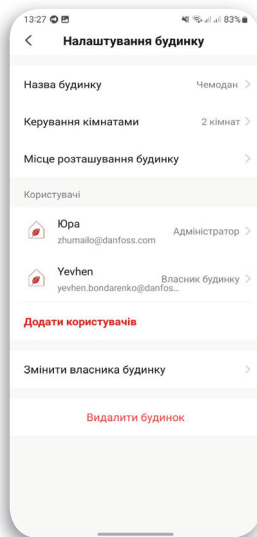 13:27 83%
Налаштування будинку
Назва будинку Чемодан
Керування кімнатами 2 кімнат
Місце розташування будинку
Користувачі
Юра
zhumailo@danfoss.com Адміністратор
Yevhen
yevhen.bondarenko@danfos... Власник будинку
Додати користувачів
Змінити власника будинку
Видалити будинок